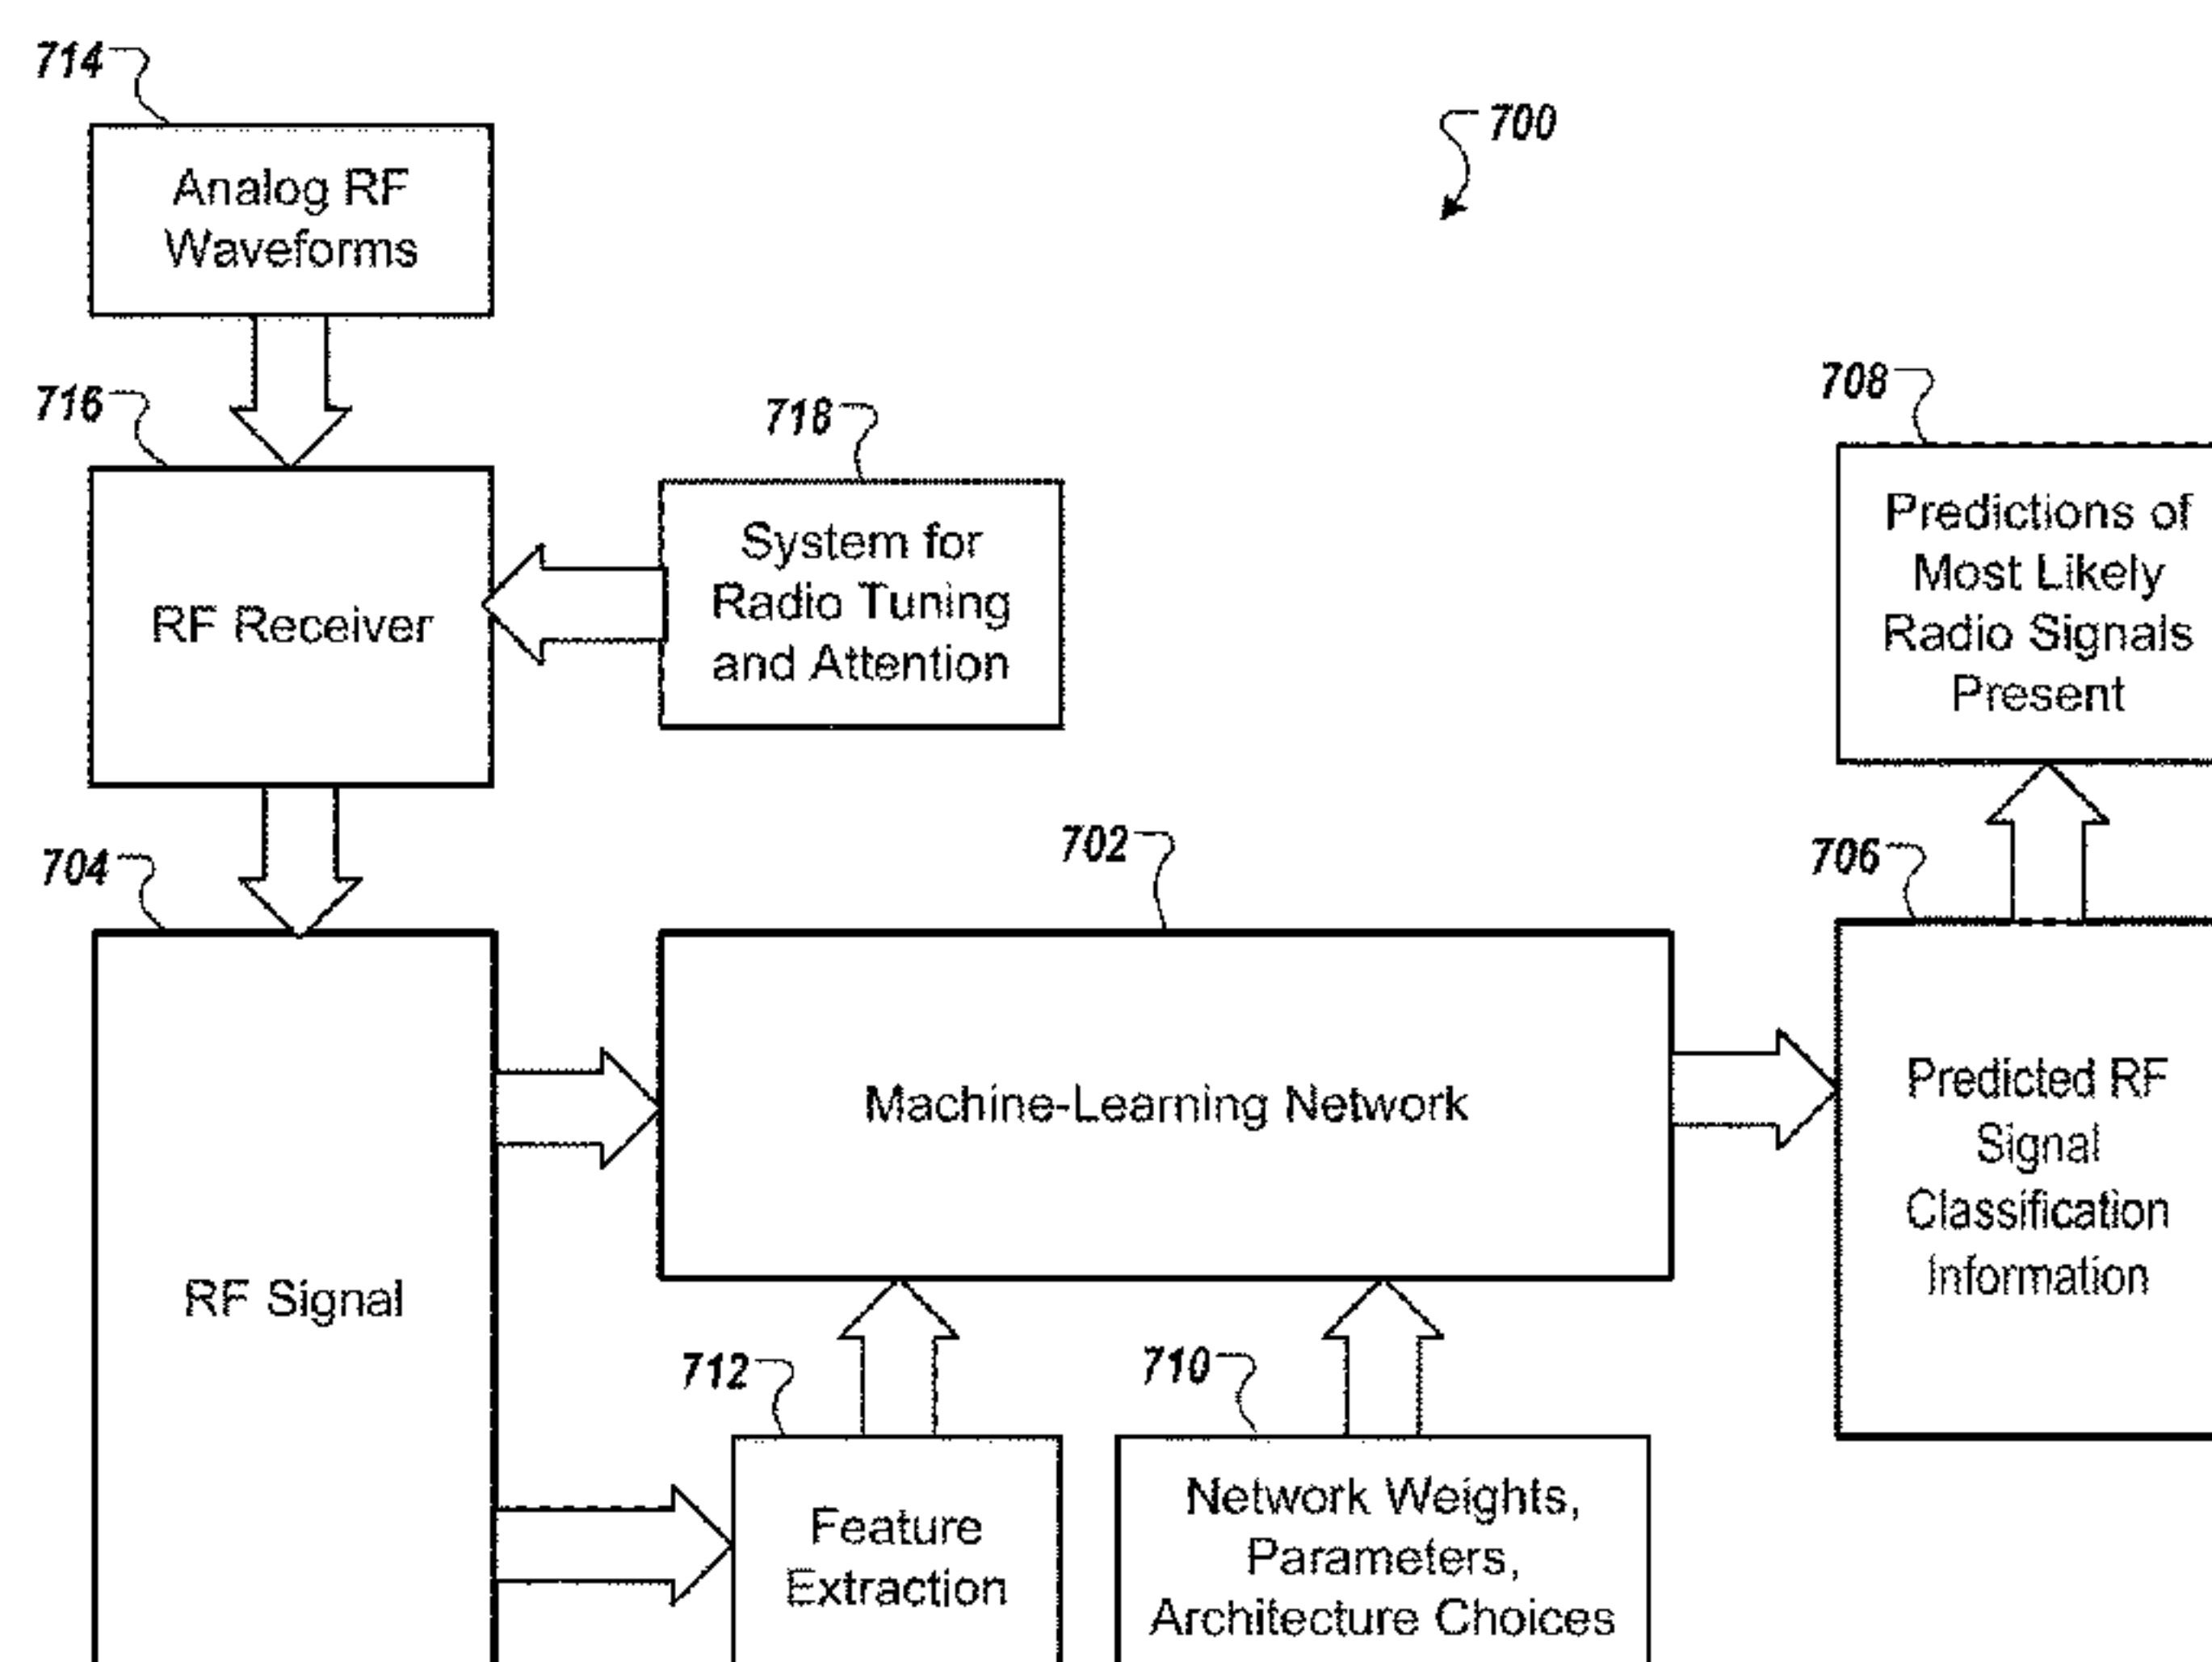 714
Analog RF
Waveforms
700
716
RF Receiver
718
System for
Radio Tuning
and Attention
708
Predictions of
Most Likely
Radio Signals
Present
704
RF Signal
702
Machine-Learning Network
706
Predicted RF
Signal
Classification
Information
712
Feature
Extraction
710
Network Weights,
Parameters,
Architecture Choices